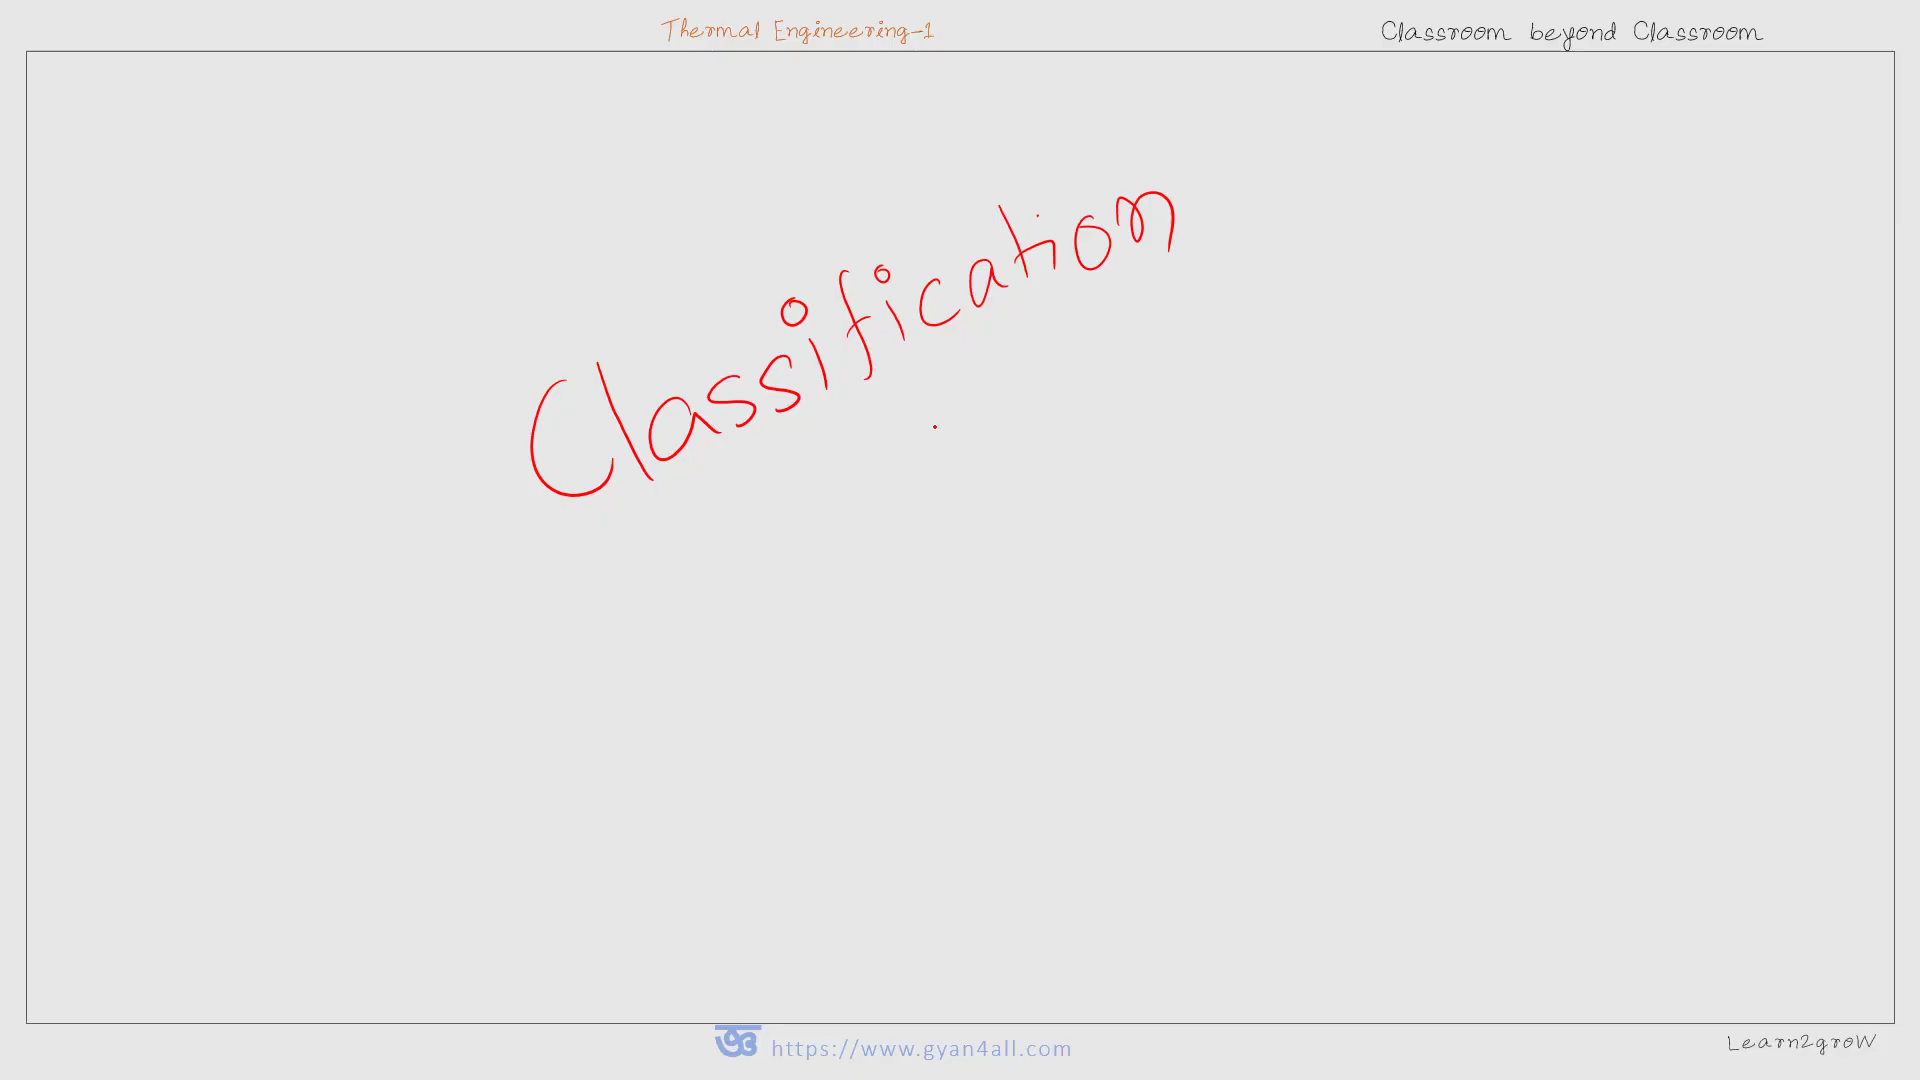 Thermal Engineering-1
Classroom beyond Classroom
Classification
https://www.gyan4all.com
Learn2groW